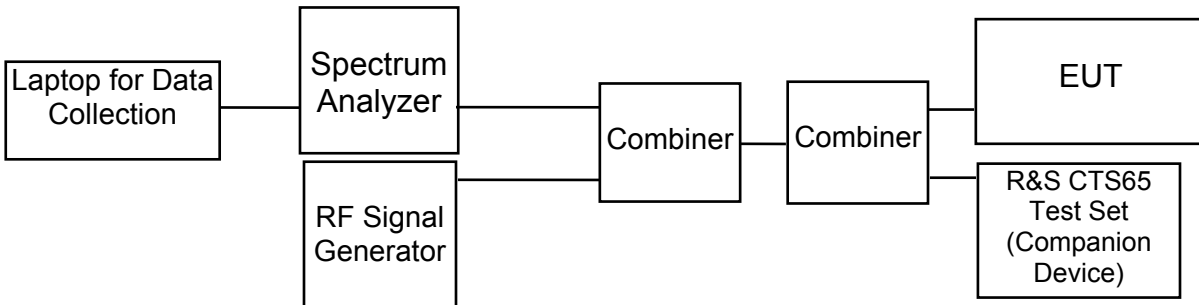 Laptop for Data
Collection
Spectrum
Analyzer
RF Signal
Generator
Combiner
Combiner
EUT
R&S CTS65
Test Set
(Companion
Device)